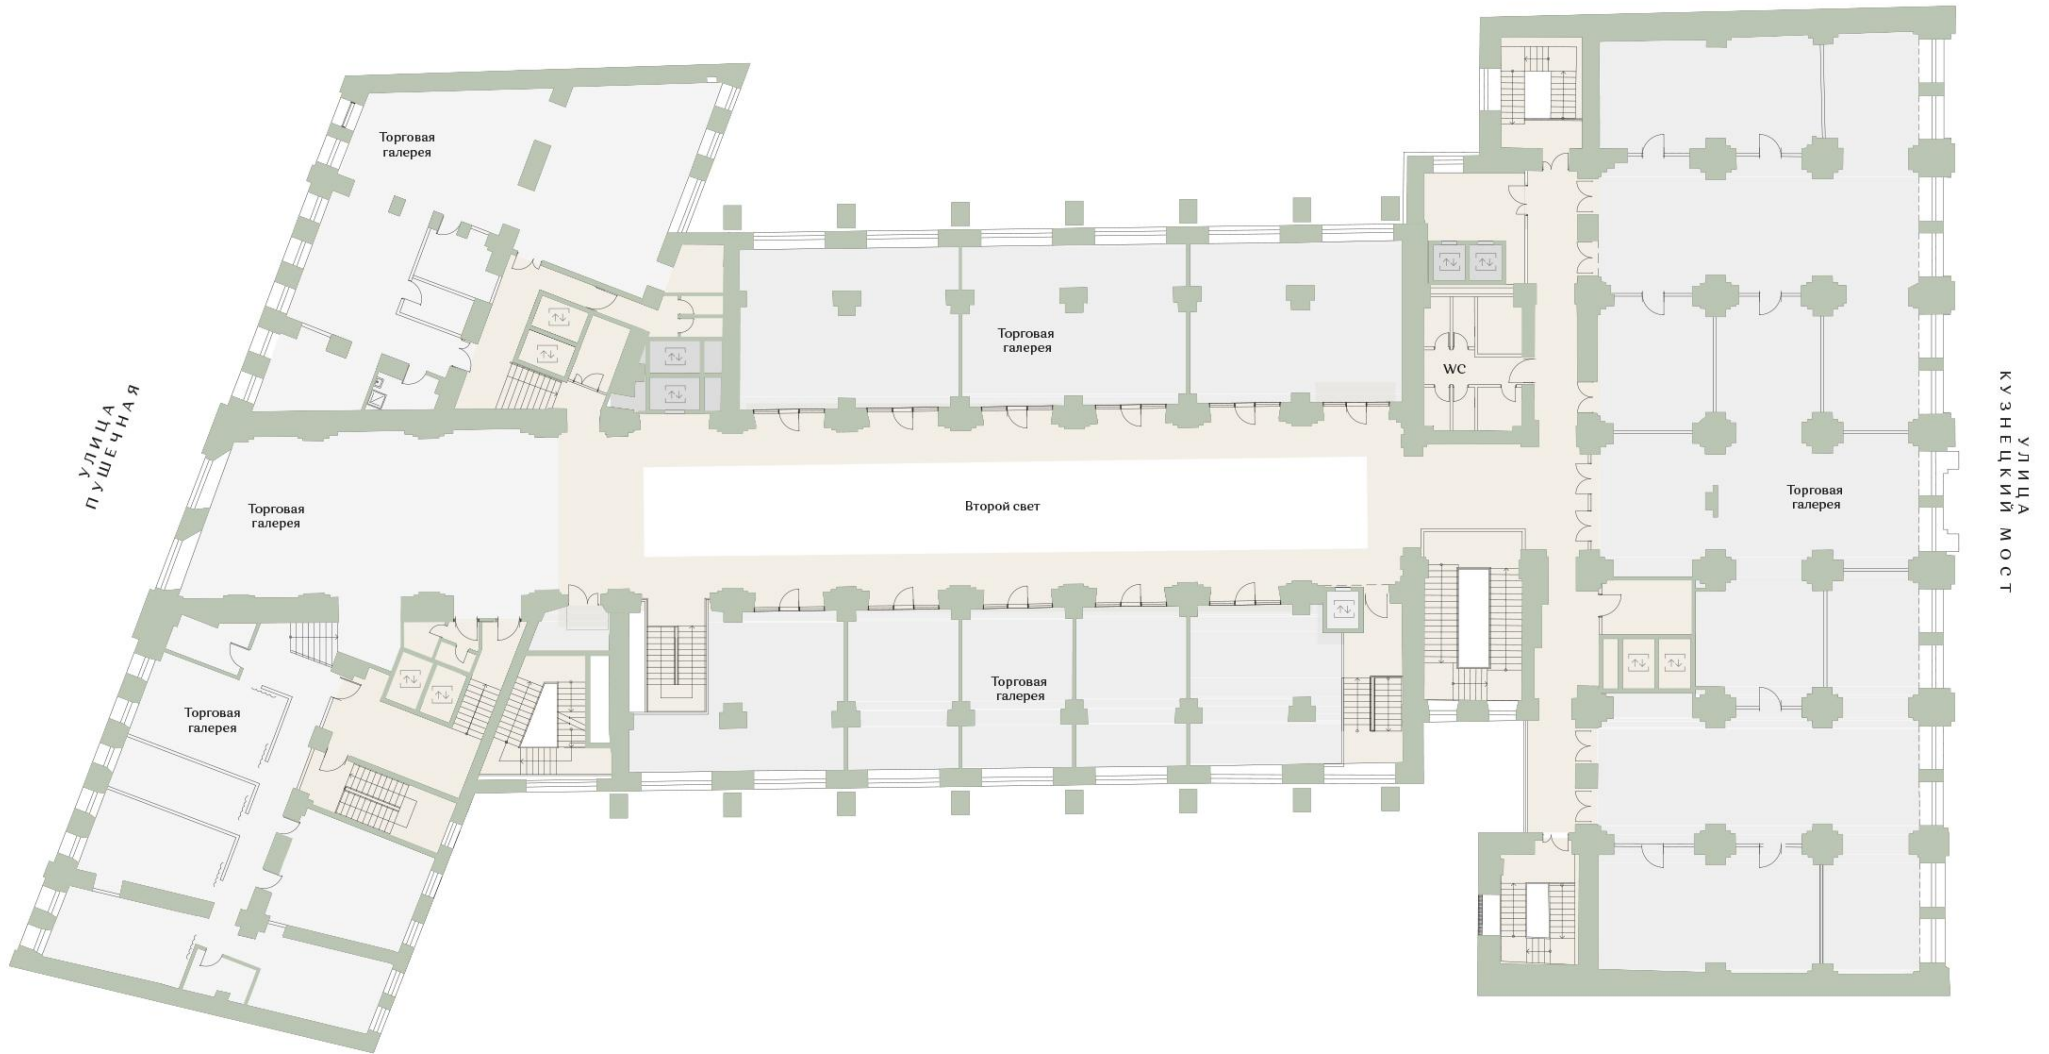 Торговая
галерея
УЛИЦА
ПУШЕЧНАЯ
Торговая
галерея
Торговая
галерея
Торговая
галерея
Второй свет
Торговая
галерея
WC
Торговая
галерея
УЛИЦА
КУЗНЕЦКИЙ МОСТ